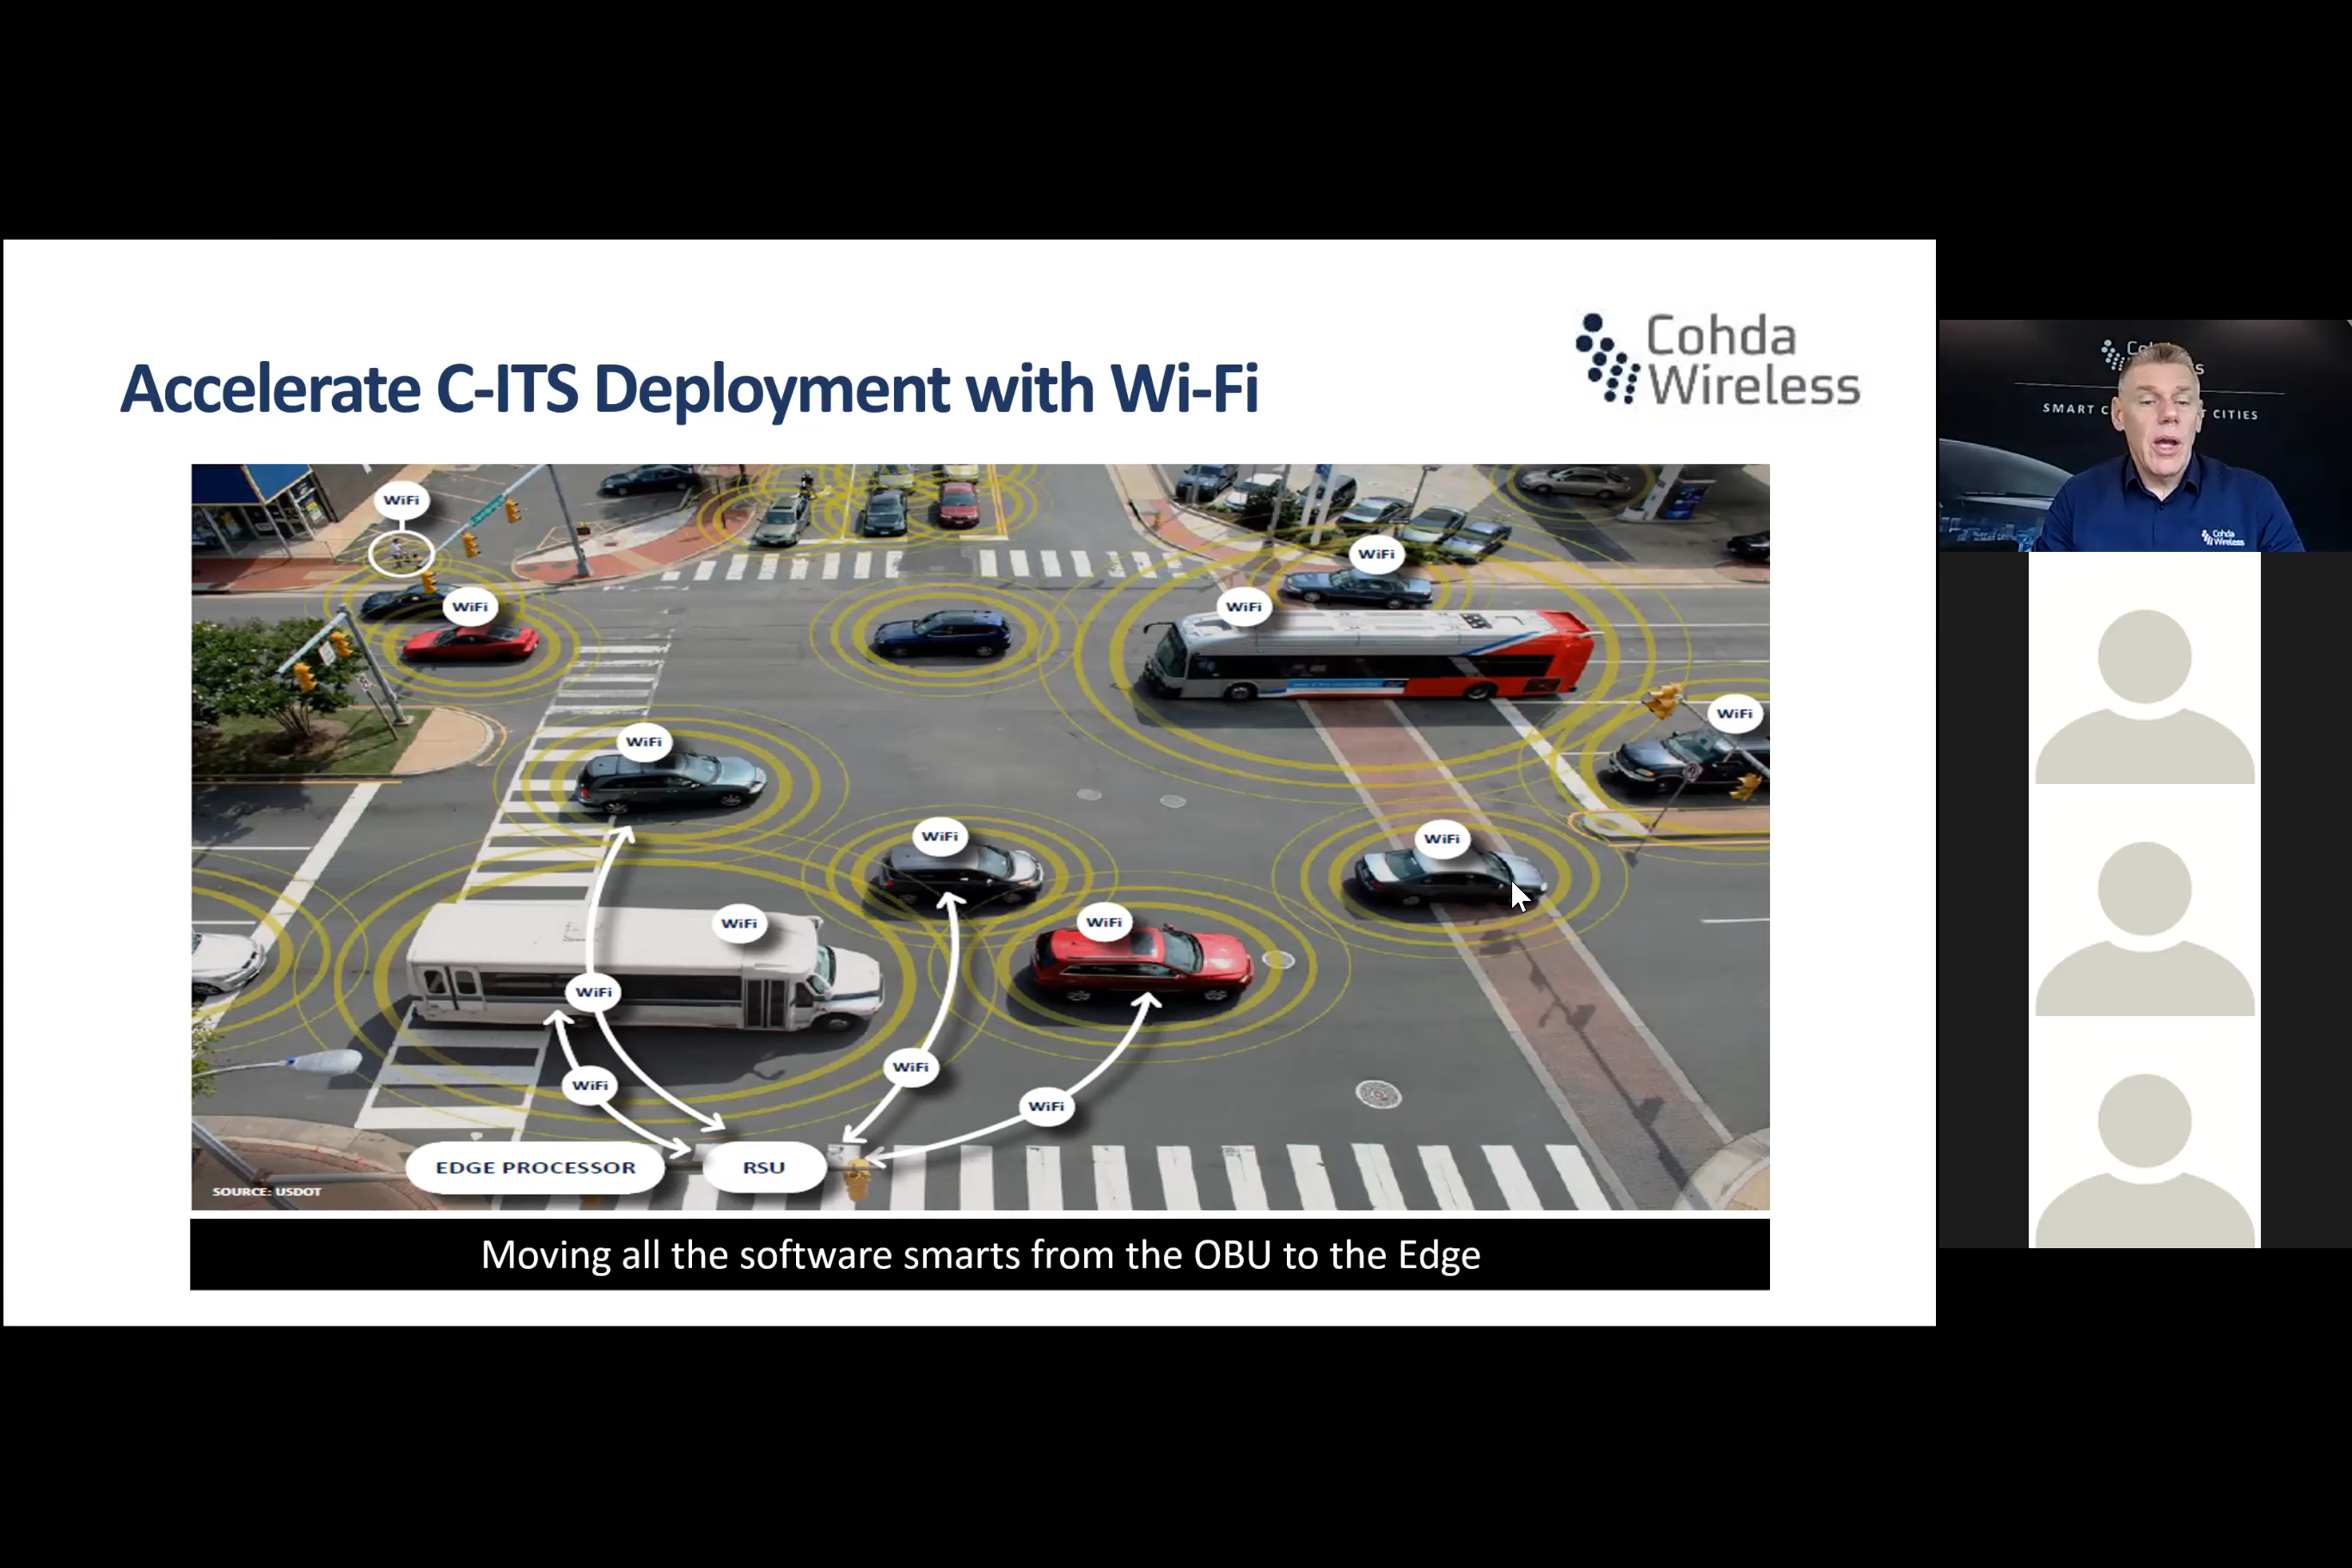 Accelerate C-ITS Deployment with Wi-Fi
Cohda
Wireless
WiFi
WiFi
WiFi
WiFi
WiFi
WiFi
WiFi
WiFi
WiFi
WiFi
WiFi
WiFi
WiFi
WiFi
EDGE PROCESSOR
RSU
SOURCE: USDOT
Moving all the software smarts from the OBU to the Edge
SMART CITIES
Cohda
Wireless